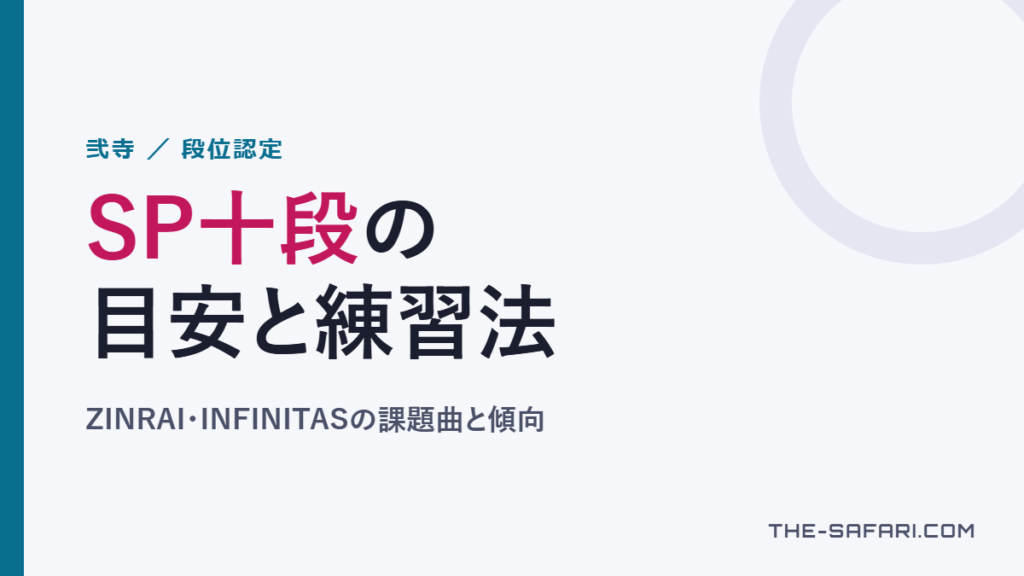 弐寺 ／ 段位認定
SP十段の
目安と練習法
ZINRAI・INFINITASの課題曲と傾向
THE-SAFARI.COM